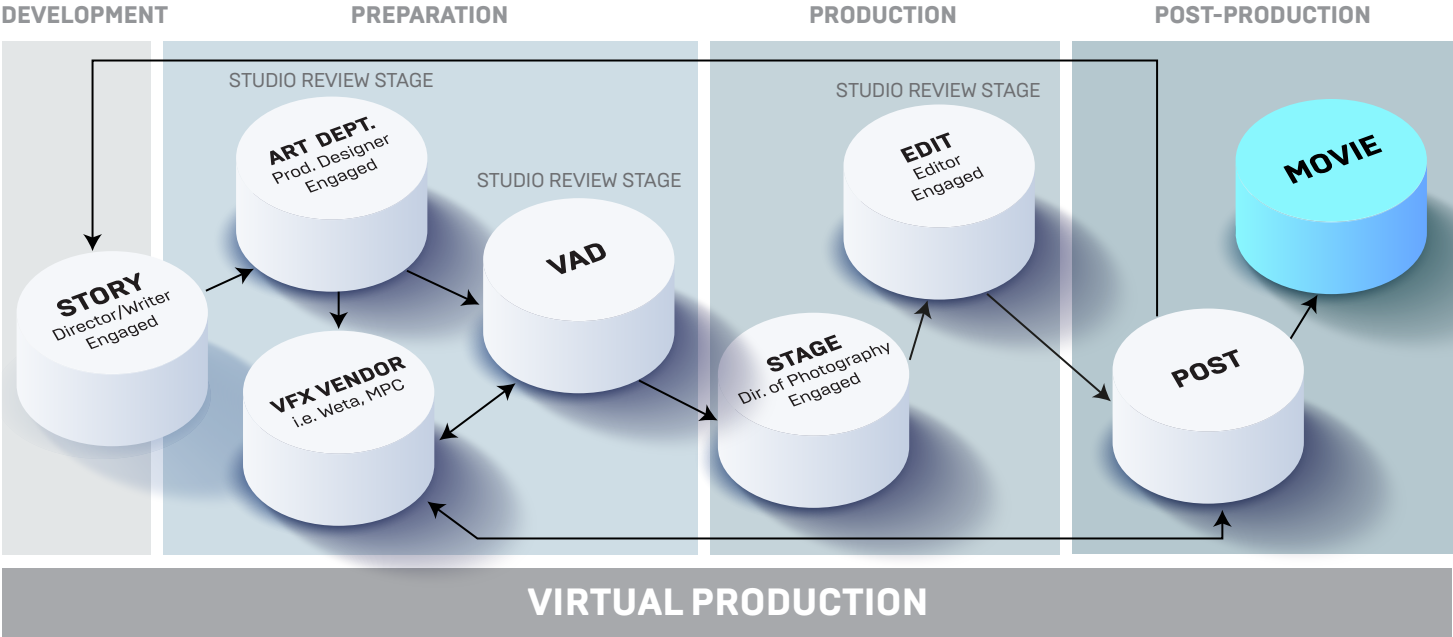 DEVELOPMENT
PREPARATION
PRODUCTION
POST-PRODUCTION
STUDIO REVIEW STAGE
ART DEPT.
Prod. Designer
Engaged
STUDIO REVIEW STAGE
VAD
STORY
Director/Writer
Engaged
VFX VENDOR
i.e. Weta, MPC
STUDIO REVIEW STAGE
EDIT
Editor
Engaged
STAGE
Dir. of Photography
Engaged
MOVIE
POST
VIRTUAL PRODUCTION